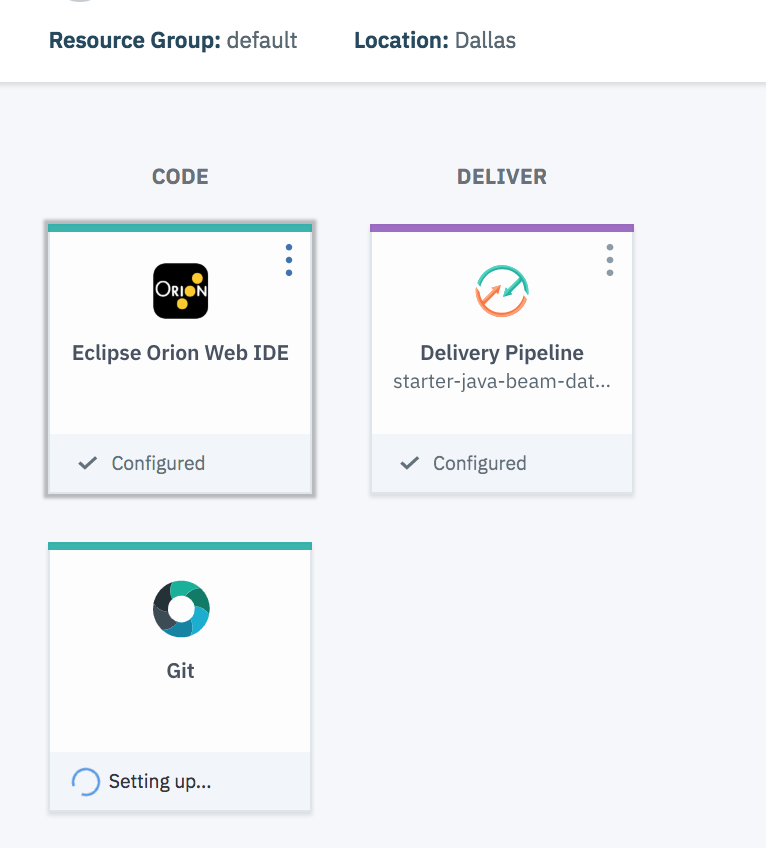 Resource Group: default Location: Dallas
CODE
DELIVER
ORION
Eclipse Orion Web IDE
Configured
Delivery Pipeline
starter-java-beam-dat...
Configured
Git
Setting up...